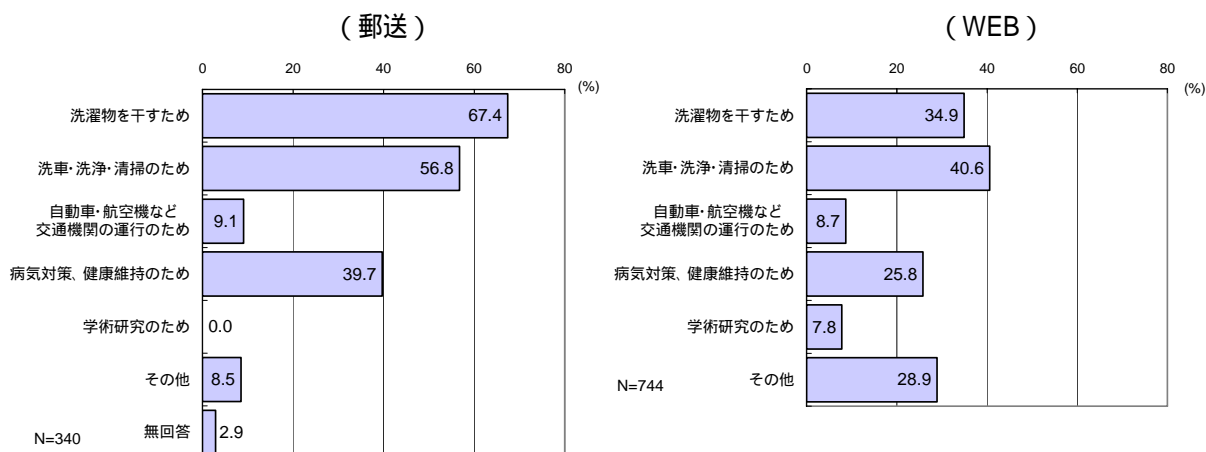 （郵送）
0 20 40 60 80
(%)
洗濯物を干すため 67.4
洗車・洗浄・清掃のため 56.8
自動車・航空機など
交通機関の運行のため 9.1
病気対策、健康維持のため 39.7
学術研究のため 0.0
その他 8.5
無回答 2.9
N=340
（WEB）
0 20 40 60 80
(%)
洗濯物を干すため 34.9
洗車・洗浄・清掃のため 40.6
自動車・航空機など
交通機関の運行のため 8.7
病気対策、健康維持のため 25.8
学術研究のため 7.8
その他 28.9
N=744